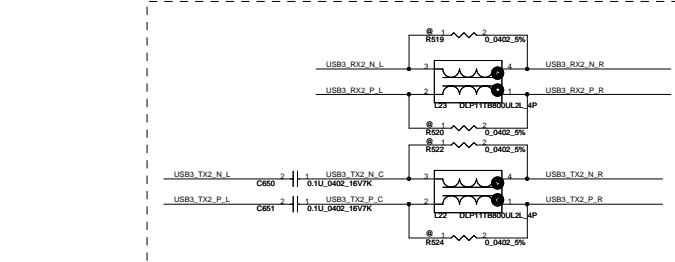 @ 1 2
R519 0_0402_5%
USB3_RX2_N_L 3 4 USB3_RX2_N_R
USB3_RX2_P_L 2 1 USB3_RX2_P_R
L23 DLP11TB800UL2L_4P
@ 1 2
R520 0_0402_5%
@ 1 2
R522 0_0402_5%
USB3_TX2_N_L 2 1 USB3_TX2_N_C 3 4 USB3_TX2_N_R
C650 0.1U_0402_16V7K
USB3_TX2_P_L 2 1 USB3_TX2_P_C 2 1 USB3_TX2_P_R
C651 0.1U_0402_16V7K L22 DLP11TB800UL2L_4P
@ 1 2
R524 0_0402_5%